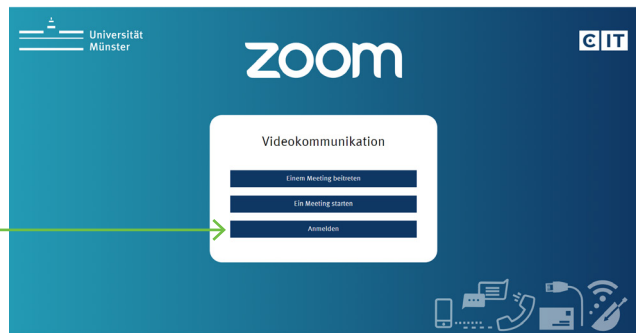 Universität
Münster
zoom
CIT
Videokommunikation
Einem Meeting beitreten
Ein Meeting starten
Anmelden